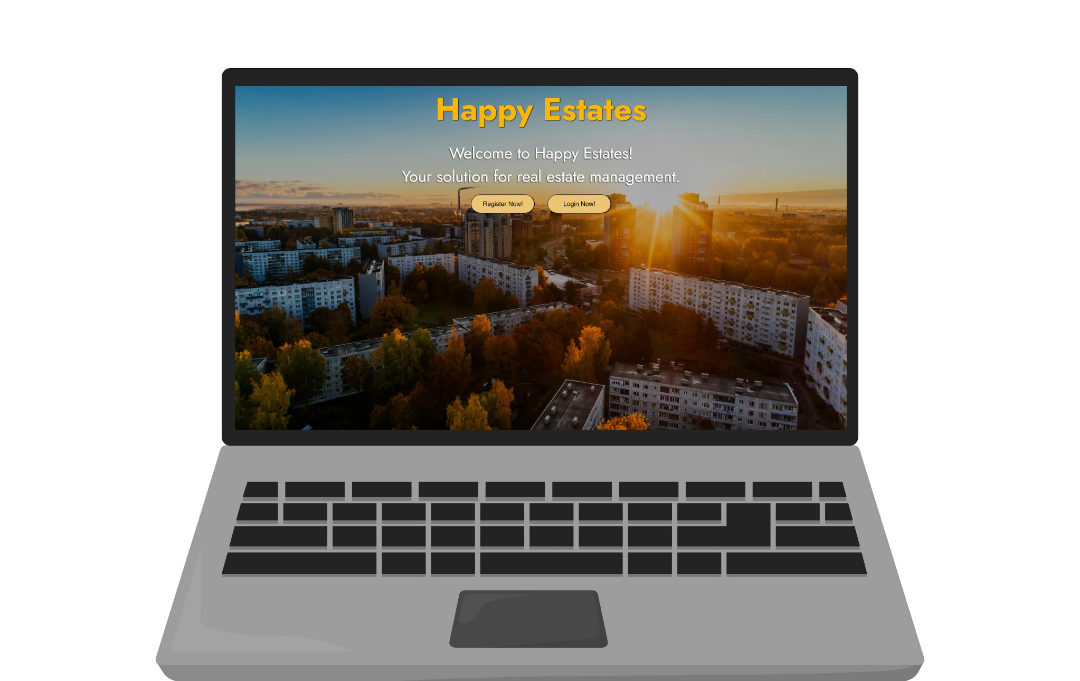 Happy Estates
Welcome to Happy Estates!
Your solution for real estate management.
Register Now! Login Now!